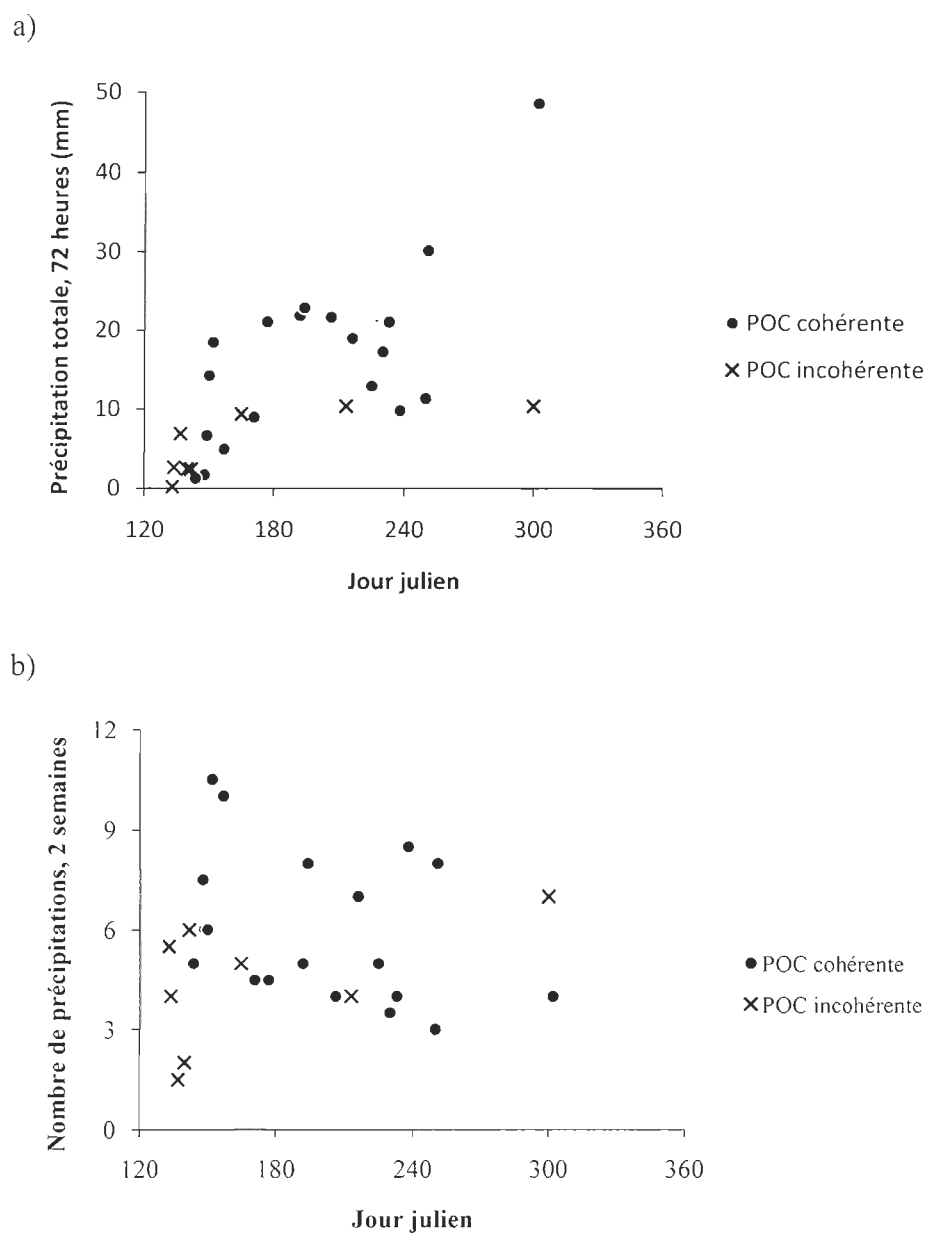 a)
50
40
30
20
10
0
Précipitation totale, 72 heures (mm)
120 180 240 300 360
Jour julien
POC cohérente
POC incohérente
b)
12
9
6
3
0
Nombre de précipitations, 2 semaines
120 180 240 300 360
Jour julien
POC cohérente
POC incohérente